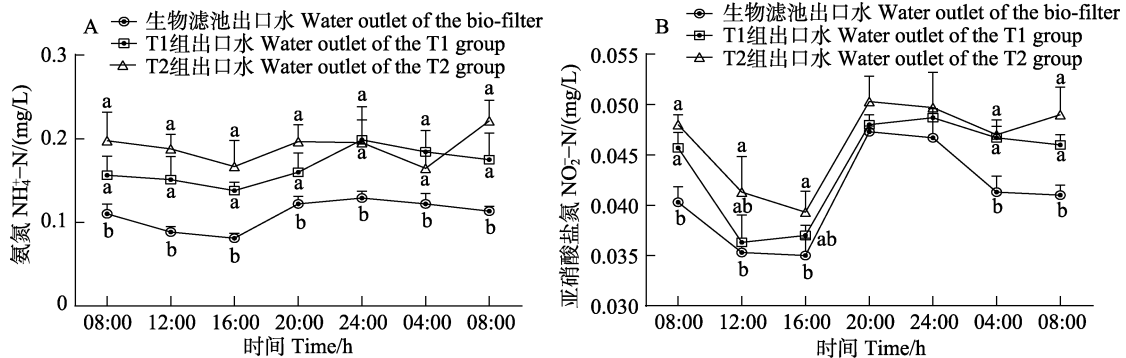 A
生物滤池出口水 Water outlet of the bio-filter
T1组出口水 Water outlet of the T1 group
T2组出口水 Water outlet of the T2 group
氨氮 NH₄⁺−N/(mg/L)
0.3
0.2
0.1
0
a a a a a a a
a a a a a a a
b b b b b b b
08:00 12:00 16:00 20:00 24:00 04:00 08:00
时间 Time/h
B
生物滤池出口水 Water outlet of the bio-filter
T1组出口水 Water outlet of the T1 group
T2组出口水 Water outlet of the T2 group
亚硝酸盐氮 NO₂⁻−N/(mg/L)
0.055
0.050
0.045
0.040
0.035
0.030
a a a a a
a ab ab a a
b b b b b
08:00 12:00 16:00 20:00 24:00 04:00 08:00
时间 Time/h